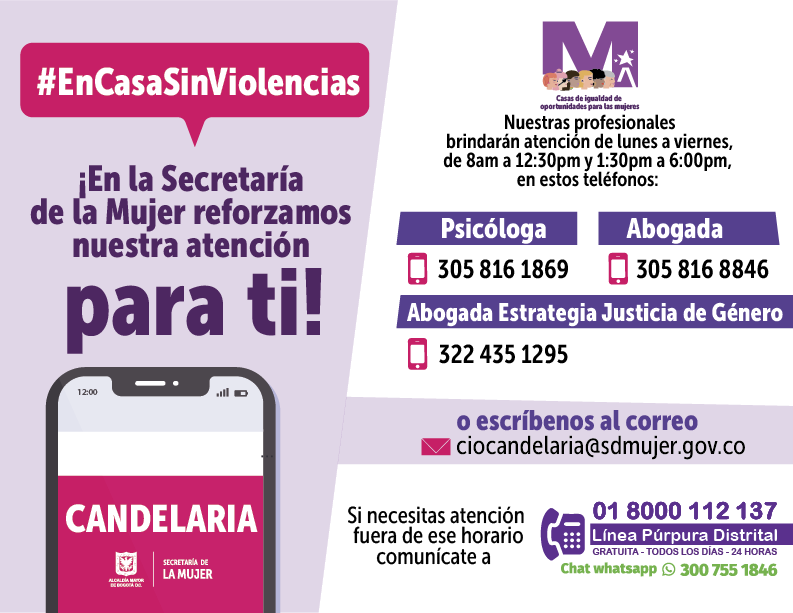 #EnCasaSinViolencias
¡En la Secretaría
de la Mujer reforzamos
nuestra atención
para ti!
12:00
CANDELARIA
ALCALDÍA MAYOR
DE BOGOTÁ D.C.
SECRETARÍA DE
LA MUJER
M
Casas de igualdad de
oportunidades para las mujeres
Nuestras profesionales
brindarán atención de lunes a viernes,
de 8am a 12:30pm y 1:30pm a 6:00pm,
en estos teléfonos:
Psicóloga
305 816 1869
Abogada
305 816 8846
Abogada Estrategia Justicia de Género
322 435 1295
o escríbenos al correo
ciocandelaria@sdmujer.gov.co
Si necesitas atención
fuera de ese horario
comunícate a
01 8000 112 137
Línea Púrpura Distrital
GRATUITA - TODOS LOS DÍAS - 24 HORAS
Chat whatsapp 300 755 1846